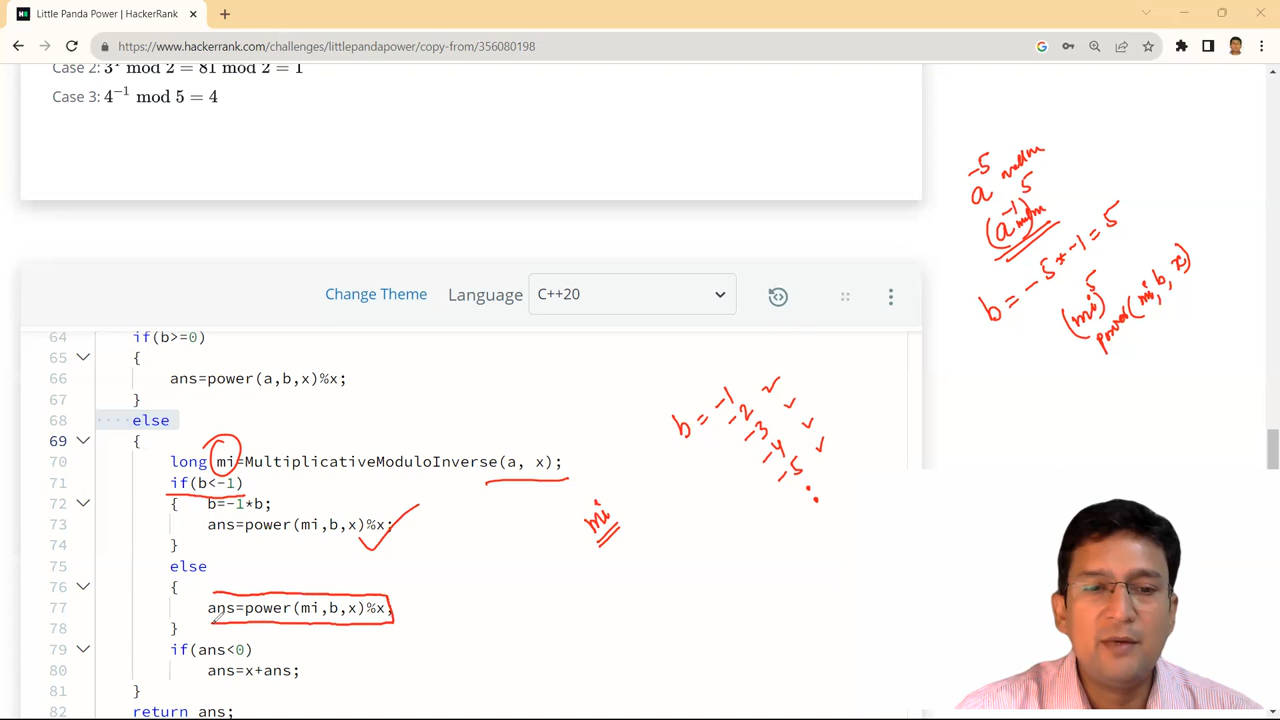 Little Panda Power | HackerRank
https://www.hackerrank.com/challenges/littlepandapower/copy-from/356080198
Case 2: 3⁴ mod 2 = 81 mod 2 = 1
Case 3: 4⁻¹ mod 5 = 4
a⁻⁵
5
(a⁻¹
b = -5 * -1 = 5
(mi)⁵
power(mi, b, x)
Change Theme
Language
C++20
64 if(b>=0)
65 {
66 ans=power(a,b,x)%x;
67 }
68 else
69 {
70 long mi=MultiplicativeModuloInverse(a, x);
71 if(b<-1)
72 { b=-1*b;
73 ans=power(mi,b,x)%x;
74 }
75 else
76 {
77 ans=power(mi,b,x)%x;
78 }
79 if(ans<0)
80 ans=x+ans;
81 }
82 return ans;
b = -1
-2
-3
-4
-5
mi